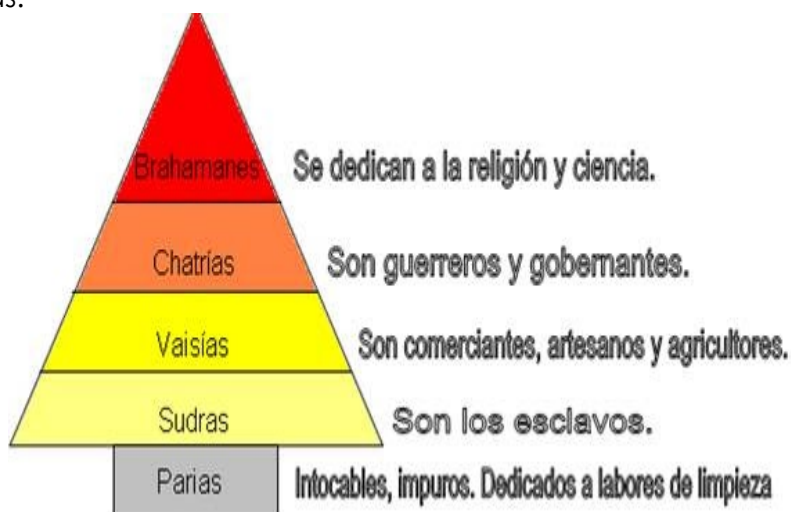 Brahamanes Se dedican a la religión y ciencia.
Chatrías Son guerreros y gobernantes.
Vaisías Son comerciantes, artesanos y agricultores.
Sudras Son los esclavos.
Parias Intocables, impuros. Dedicados a labores de limpieza